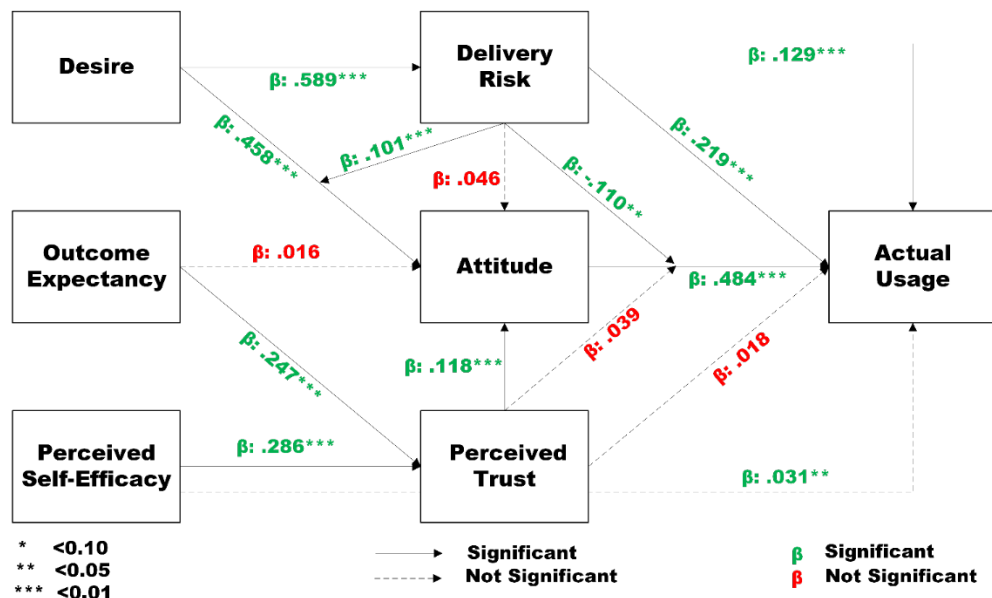 Desire
β: .589***
Delivery
Risk
β: .129***
β: .458***
β: .101***
β: .046
β: -.110**
β: .219***
Outcome
Expectancy
β: .016
Attitude
β: .484***
Actual
Usage
β: .247***
β: .118***
β: .039
β: .018
Perceived
Self-Efficacy
β: .286***
Perceived
Trust
β: .031**
* <0.10
** <0.05
*** <0.01
Significant
Not Significant
β Significant
β Not Significant